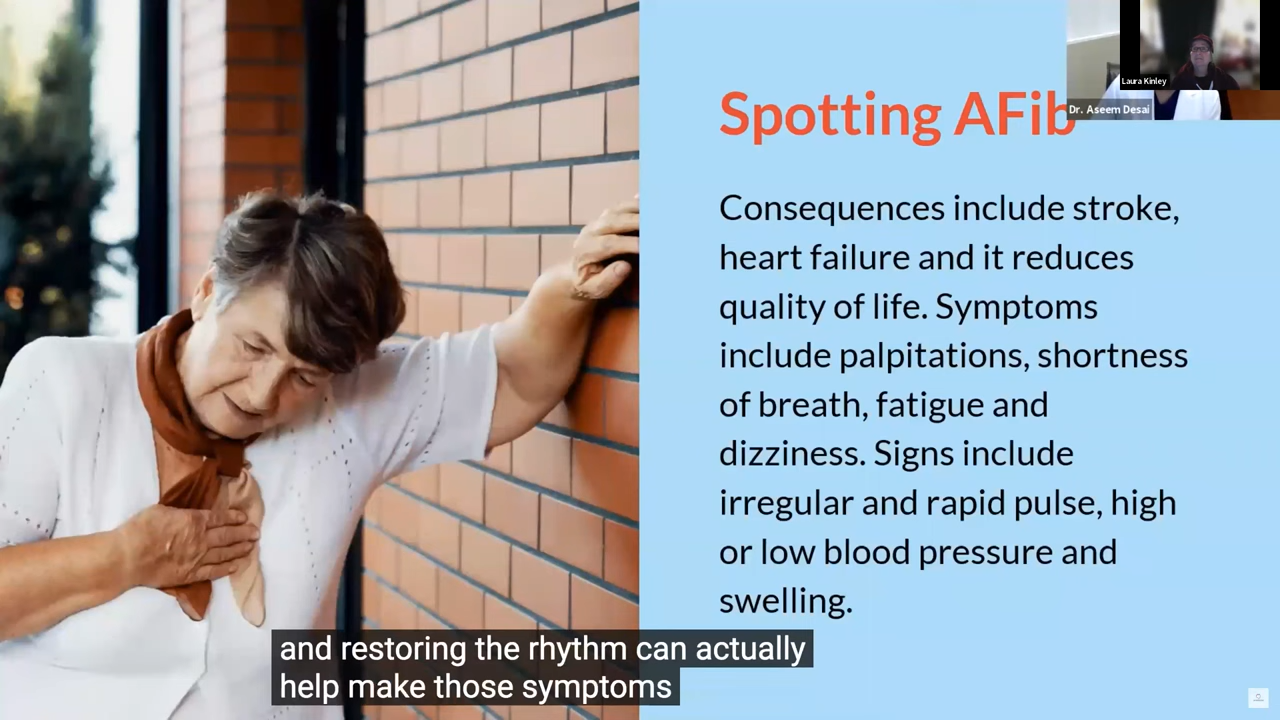 Laura Kinley
Dr. Aseem Desai
Spotting AFib
Consequences include stroke,
heart failure and it reduces
quality of life. Symptoms
include palpitations, shortness
of breath, fatigue and
dizziness. Signs include
irregular and rapid pulse, high
or low blood pressure and
swelling.
and restoring the rhythm can actually
help make those symptoms